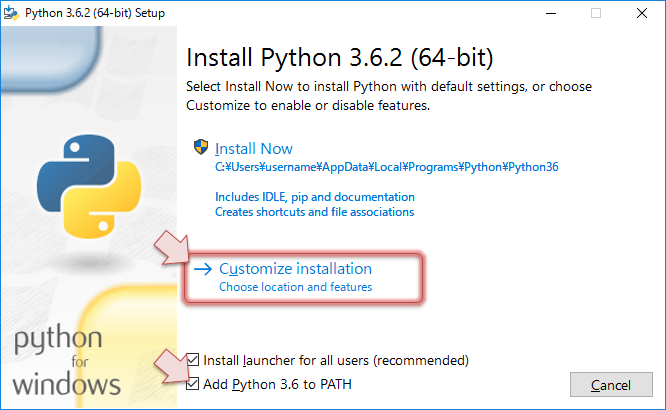 Python 3.6.2 (64-bit) Setup
Install Python 3.6.2 (64-bit)
Select Install Now to install Python with default settings, or choose
Customize to enable or disable features.
Install Now
C:¥Users¥username¥AppData¥Local¥Programs¥Python¥Python36
Includes IDLE, pip and documentation
Creates shortcuts and file associations
Customize installation
Choose location and features
python
for
windows
Install launcher for all users (recommended)
Add Python 3.6 to PATH
Cancel